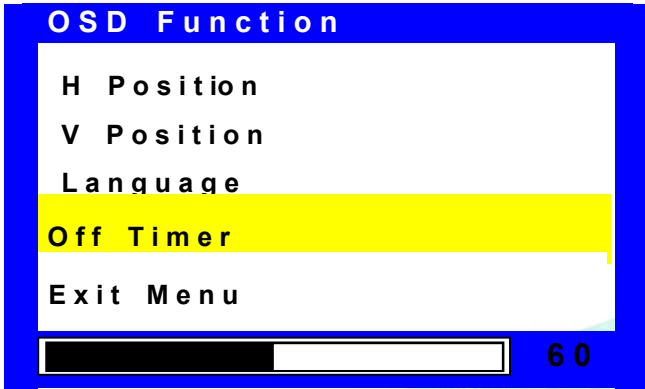 OSD Function
H Position
V Position
Language
Off Timer
Exit Menu
60